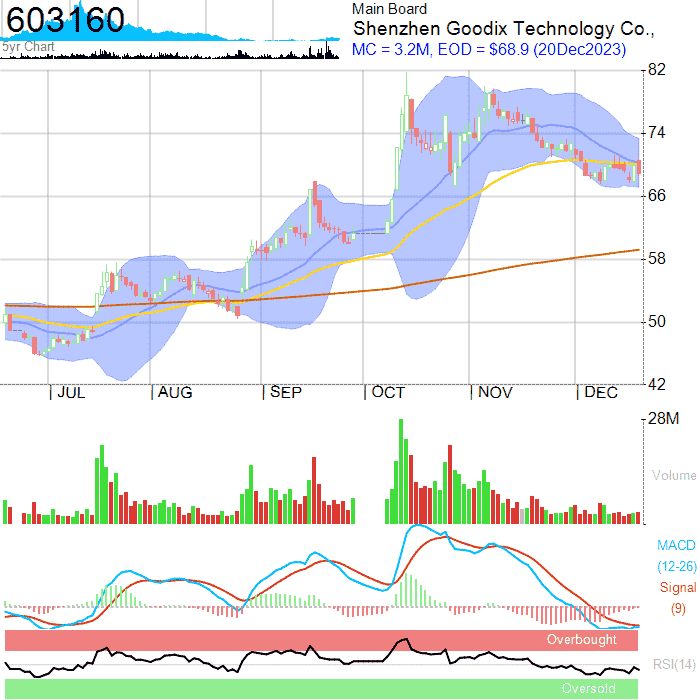 603160
5yr Chart
Main Board
Shenzhen Goodix Technology Co.,
MC = 3.2M, EOD = $68.9 (20Dec2023)
82
74
66
58
50
42
JUL AUG SEP OCT NOV DEC
28M
Volume
MACD
(12-26)
Signal
(9)
Overbought
RSI(14)
Oversold